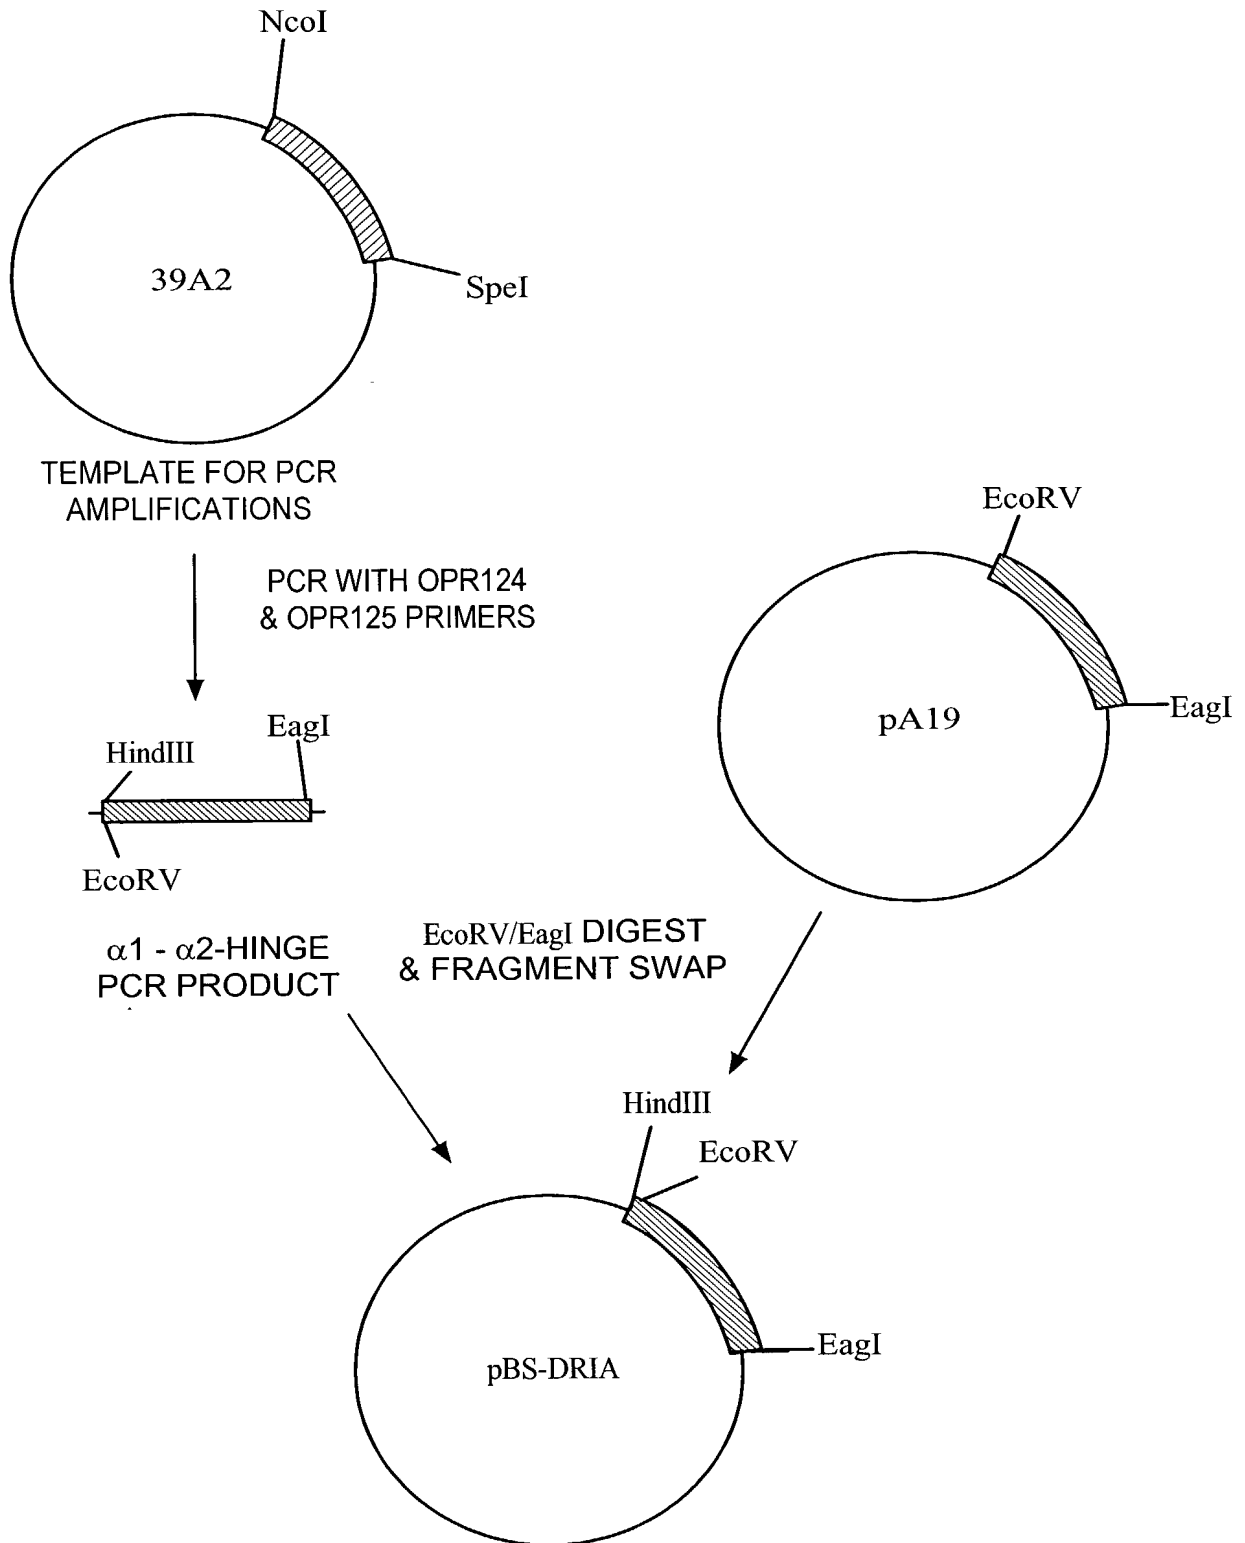 NcoI
39A2
SpeI
TEMPLATE FOR PCR
AMPLIFICATIONS
PCR WITH OPR124
& OPR125 PRIMERS
EcoRV
pA19
EagI
EagI
HindIII
EcoRV
α1 - α2-HINGE
PCR PRODUCT
EcoRV/EagI DIGEST
& FRAGMENT SWAP
HindIII
EcoRV
pBS-DRIA
EagI